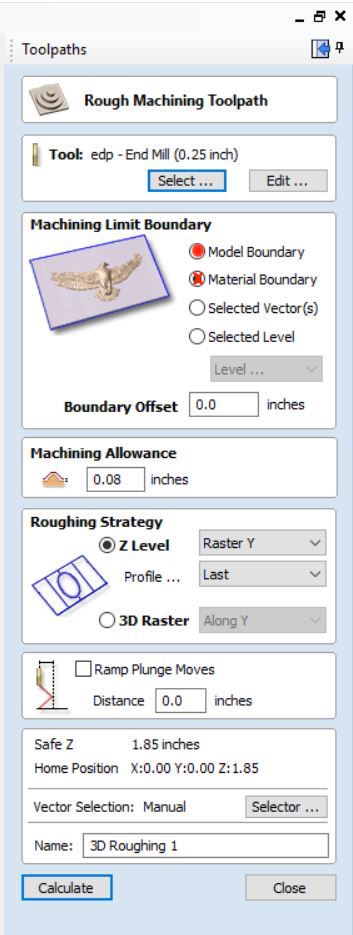 Toolpaths
Rough Machining Toolpath
Tool: edp - End Mill (0.25 inch)
Select ... Edit ...
Machining Limit Boundary
Model Boundary
Material Boundary
Selected Vector(s)
Selected Level
Level ...
Boundary Offset 0.0 inches
Machining Allowance
0.08 inches
Roughing Strategy
Z Level Raster Y
Profile ... Last
3D Raster Along Y
Ramp Plunge Moves
Distance 0.0 inches
Safe Z 1.85 inches
Home Position X:0.00 Y:0.00 Z:1.85
Vector Selection: Manual Selector ...
Name: 3D Roughing 1
Calculate Close